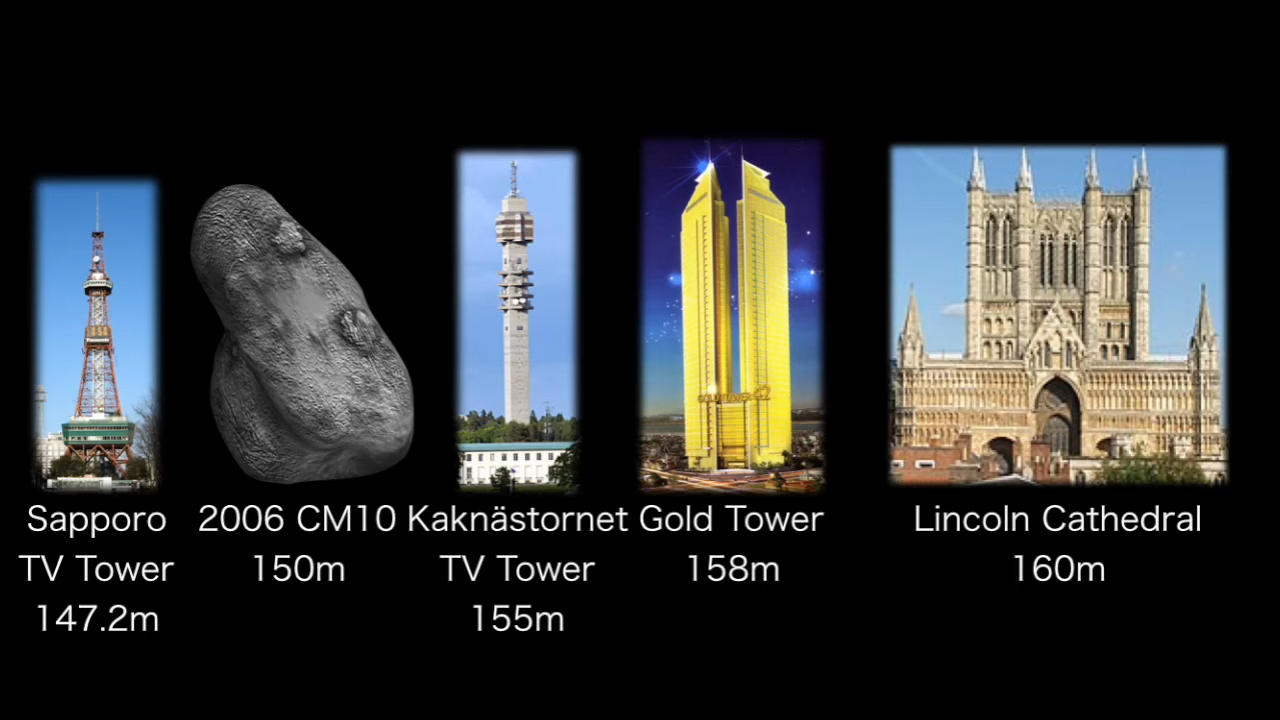 Sapporo
TV Tower
147.2m
2006 CM10
150m
Kaknästornet
TV Tower
155m
Gold Tower
158m
Lincoln Cathedral
160m